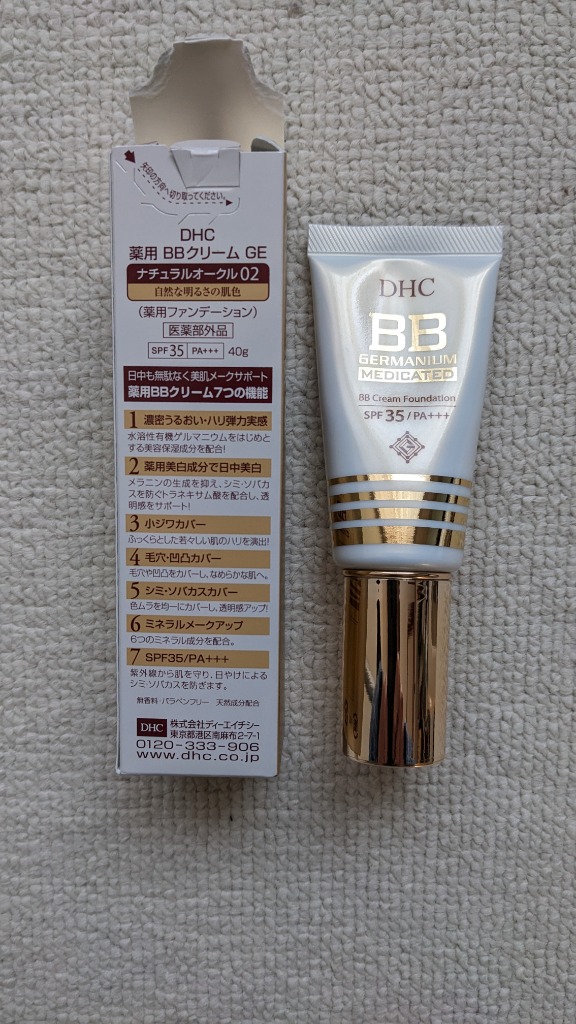 矢印の方向へ切り取ってください。
DHC
薬用 BBクリーム GE
ナチュラルオークル 02
自然な明るさの肌色
(薬用ファンデーション)
医薬部外品
SPF 35 PA+++ 40g
日中も無駄なく美肌メークサポート
薬用BBクリーム7つの機能
1 濃密うるおい・ハリ弾力実感
水溶性有機ゲルマニウムをはじめと
する美容保湿成分を配合!
2 薬用美白成分で日中美白
メラニンの生成を抑え、シミ・ソバカ
スを防ぐトラネキサム酸を配合し、透
明感をサポート!
3 小ジワカバー
ふっくらとした若々しい肌のハリを演出!
4 毛穴・凹凸カバー
毛穴や凹凸をカバーし、なめらかな肌へ。
5 シミ・ソバカスカバー
色ムラを均一にカバーし、透明感アップ!
6 ミネラルメークアップ
6つのミネラル成分を配合。
7 SPF35/PA+++
紫外線から肌を守り、日やけによる
シミ・ソバカスを防ぎます。
無香料・パラベンフリー 天然成分配合
DHC 株式会社ディーエイチシー
東京都港区南麻布2-7-1
0120-333-906
www.dhc.co.jp
DHC
BB
GERMANIUM
MEDICATED
BB Cream Foundation
SPF 35 / PA+++